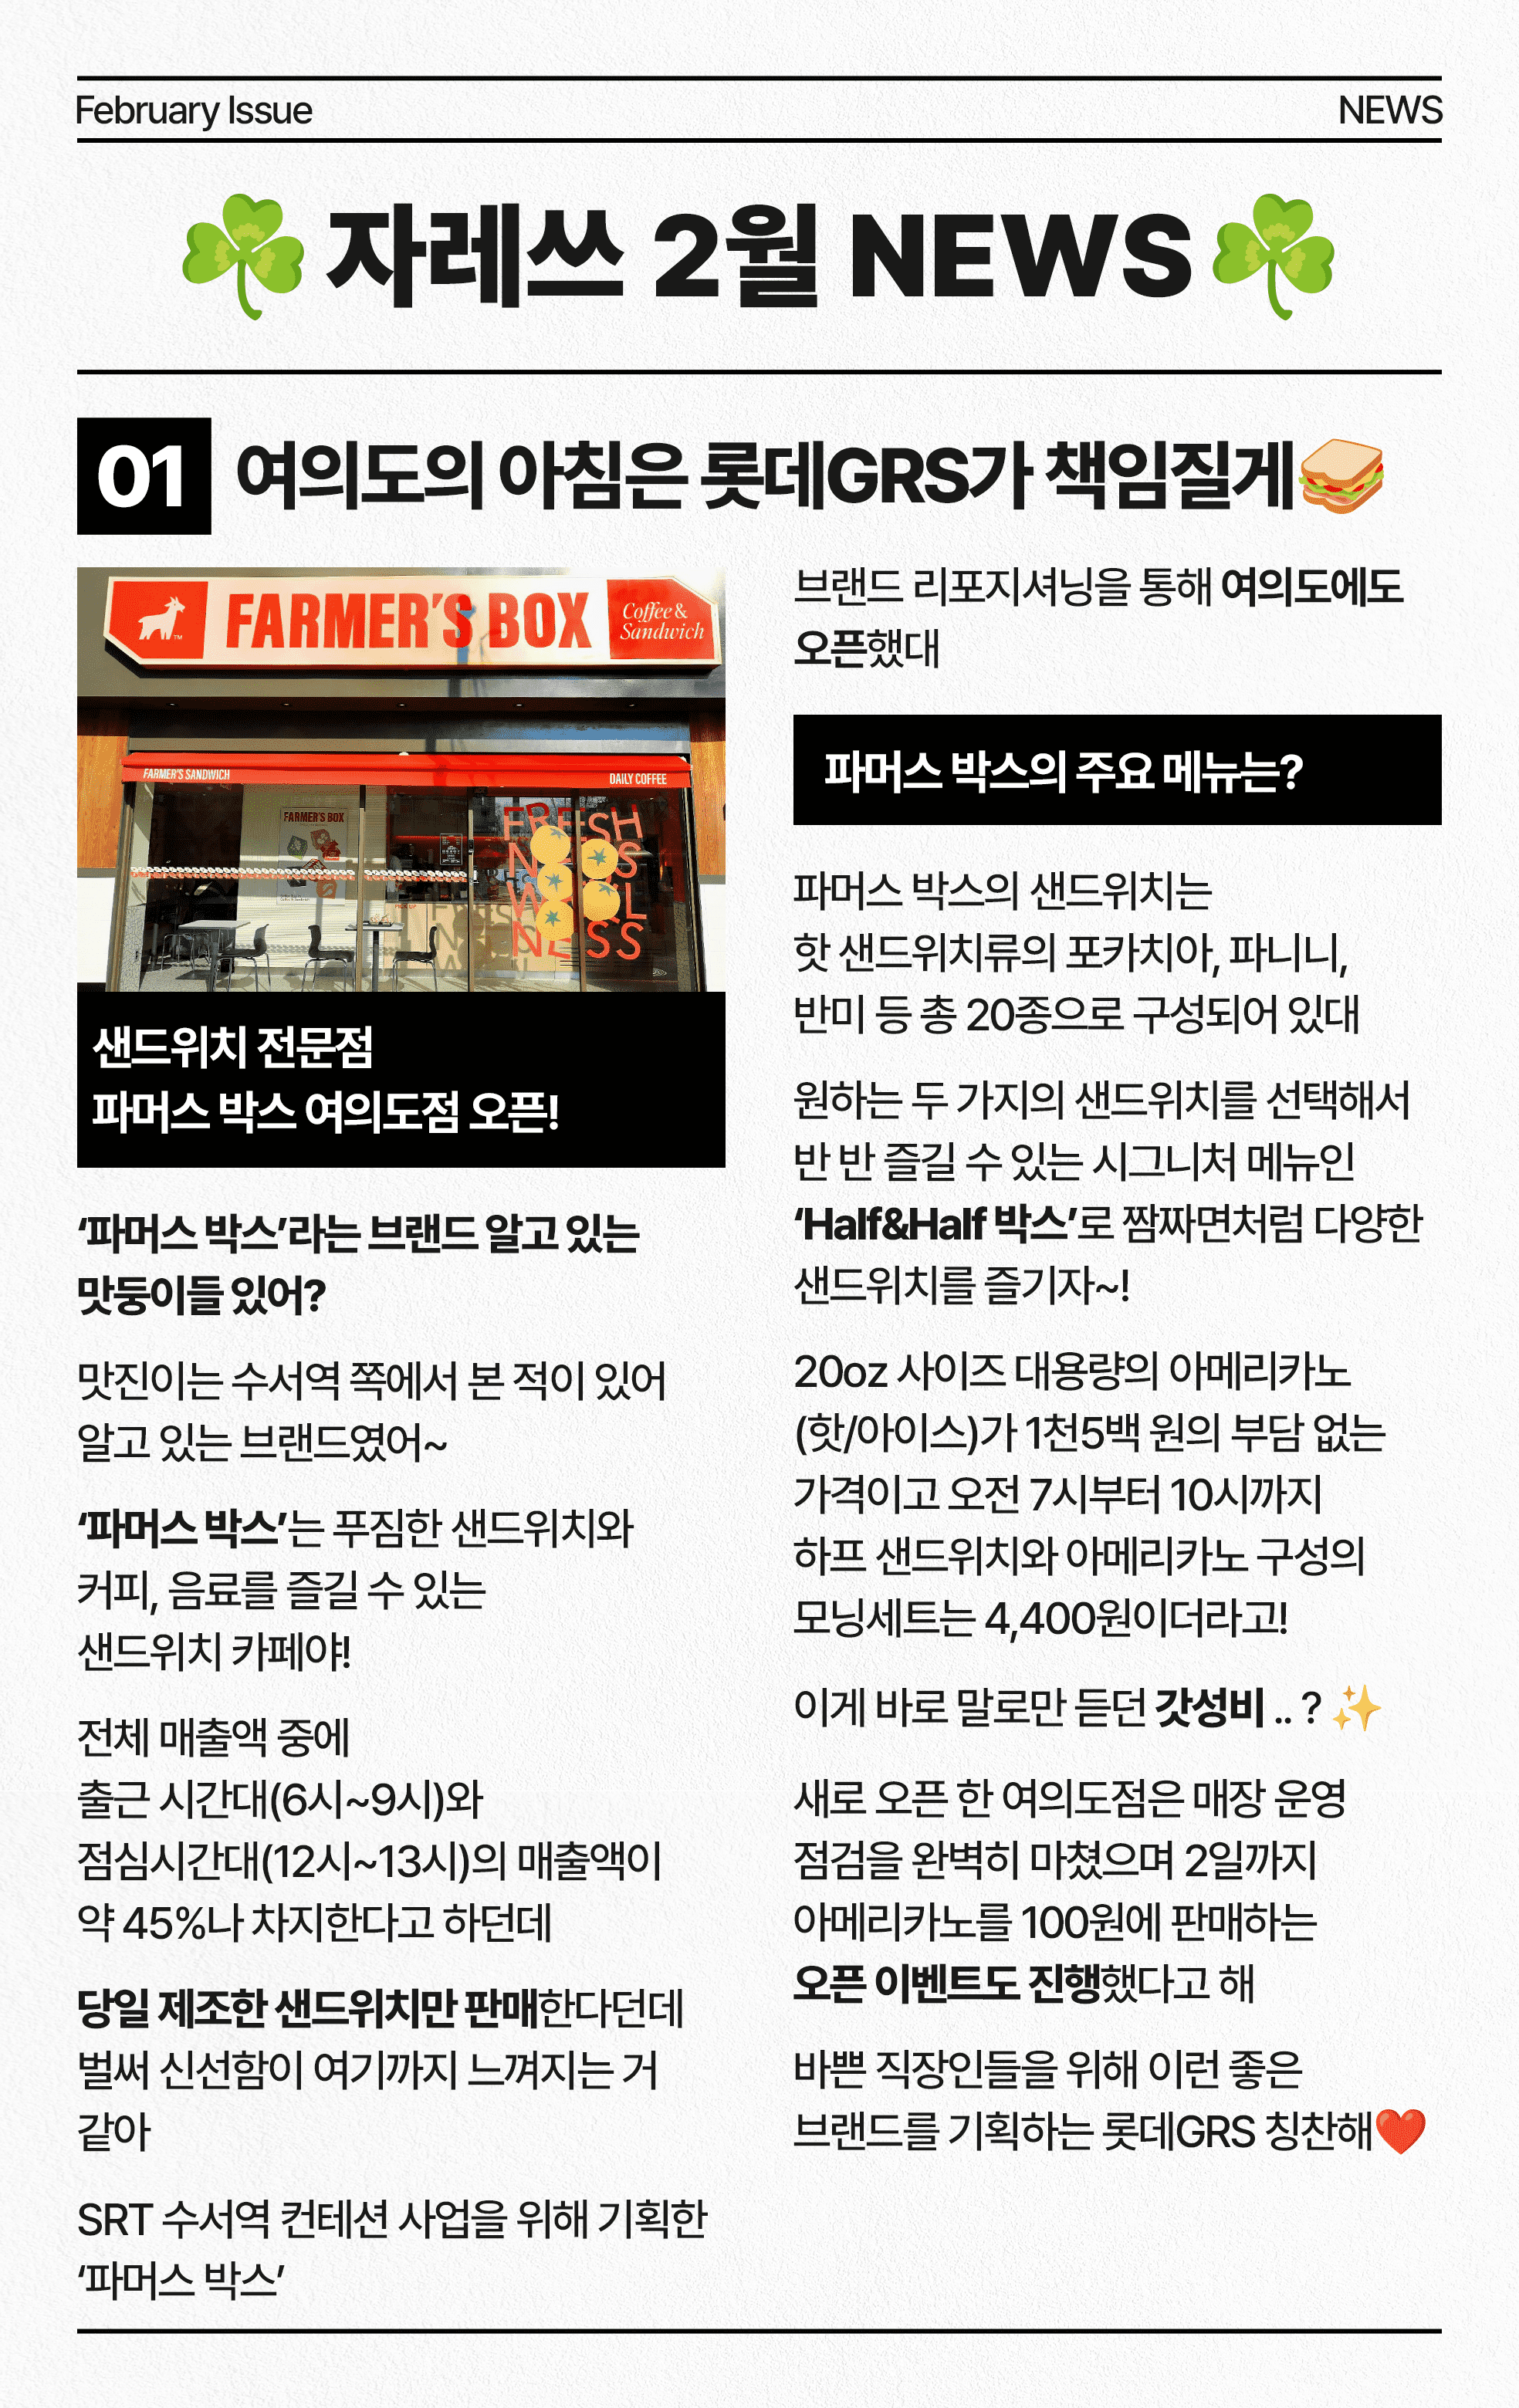 February Issue
NEWS
자레쓰 2월 NEWS
01
여의도의 아침은 롯데GRS가 책임질게
FARMER'S BOX
Coffee &
Sandwich
TM
FARMER'S SANDWICH
DAILY COFFEE
FARMER'S BOX
FRESH
NESS
WELL
NESS
샌드위치 전문점
파머스 박스 여의도점 오픈!
‘파머스 박스’라는 브랜드 알고 있는
맛둥이들 있어?
맛진이는 수서역 쪽에서 본 적이 있어
알고 있는 브랜드였어~
‘파머스 박스’는 푸짐한 샌드위치와
커피, 음료를 즐길 수 있는
샌드위치 카페야!
전체 매출액 중에
출근 시간대(6시~9시)와
점심시간대(12시~13시)의 매출액이
약 45%나 차지한다고 하던데
당일 제조한 샌드위치만 판매한다던데
벌써 신선함이 여기까지 느껴지는 거
같아
SRT 수서역 컨테션 사업을 위해 기획한
‘파머스 박스’
브랜드 리포지셔닝을 통해 여의도에도
오픈했대
파머스 박스의 주요 메뉴는?
파머스 박스의 샌드위치는
핫 샌드위치류의 포카치아, 파니니,
반미 등 총 20종으로 구성되어 있대
원하는 두 가지의 샌드위치를 선택해서
반 반 즐길 수 있는 시그니처 메뉴인
‘Half&Half 박스’로 짬짜면처럼 다양한
샌드위치를 즐기자~!
20oz 사이즈 대용량의 아메리카노
(핫/아이스)가 1천5백 원의 부담 없는
가격이고 오전 7시부터 10시까지
하프 샌드위치와 아메리카노 구성의
모닝세트는 4,400원이더라고!
이게 바로 말로만 듣던 갓성비 .. ?
새로 오픈 한 여의도점은 매장 운영
점검을 완벽히 마쳤으며 2일까지
아메리카노를 100원에 판매하는
오픈 이벤트도 진행했다고 해
바쁜 직장인들을 위해 이런 좋은
브랜드를 기획하는 롯데GRS 칭찬해